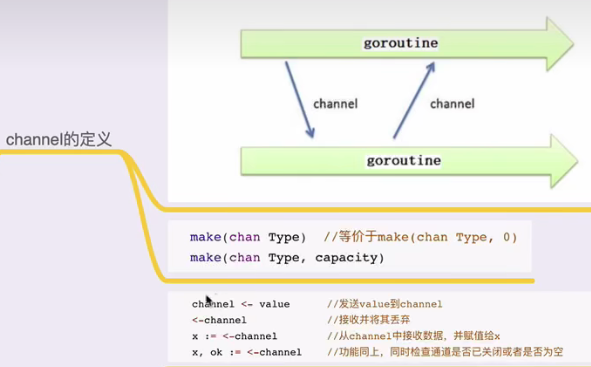 goroutine
channel
channel
goroutine
channel的定义
make(chan Type)  //等价于make(chan Type, 0)
make(chan Type, capacity)
channel <- value      //发送value到channel
<-channel             //接收并将其丢弃
x := <-channel        //从channel中接收数据，并赋值给x
x, ok := <-channel    //功能同上，同时检查通道是否已关闭或者是否为空